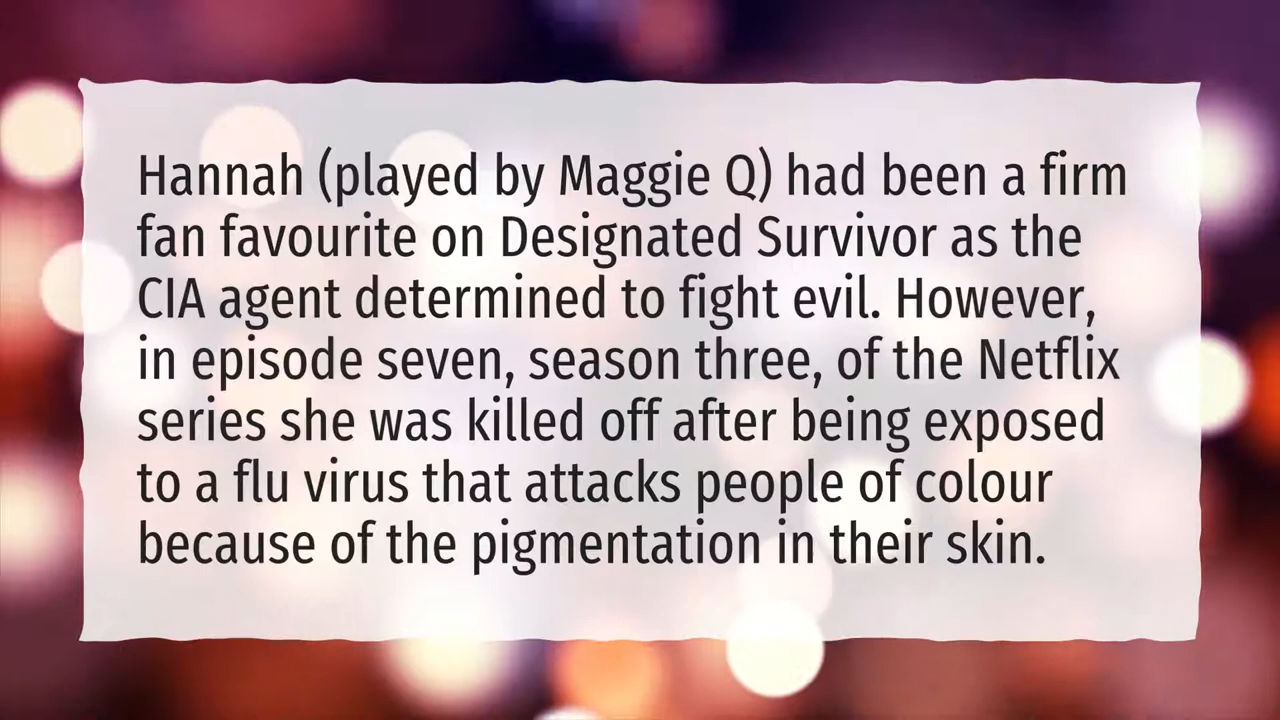 Hannah (played by Maggie Q) had been a firm
fan favourite on Designated Survivor as the
CIA agent determined to fight evil. However,
in episode seven, season three, of the Netflix
series she was killed off after being exposed
to a flu virus that attacks people of colour
because of the pigmentation in their skin.